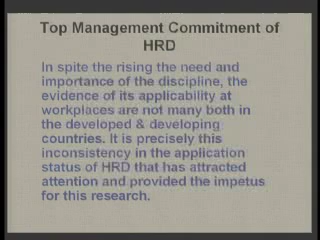 Top Management Commitment of
HRD
In spite of the rising the need and
importance of the discipline, the
evidence of its applicability at
workplaces are not many both in
the developed & developing
countries. It is precisely this
inconsistency in the application
status of HRD that has attracted
attention and provided the impetus
for this research.